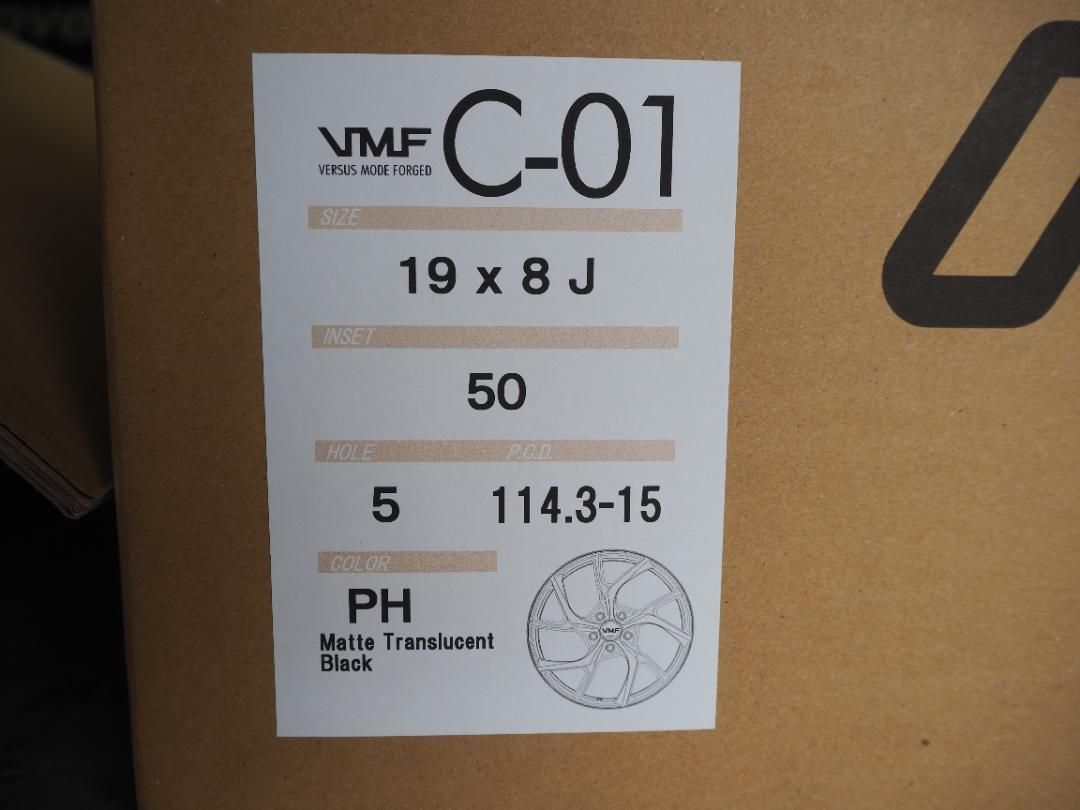 VMF C-01
VERSUS MODE FORGED
SIZE
19 x 8 J
INSET
50
HOLE P.C.D.
5 114.3-15
COLOR
PH
Matte Translucent
Black
VMF